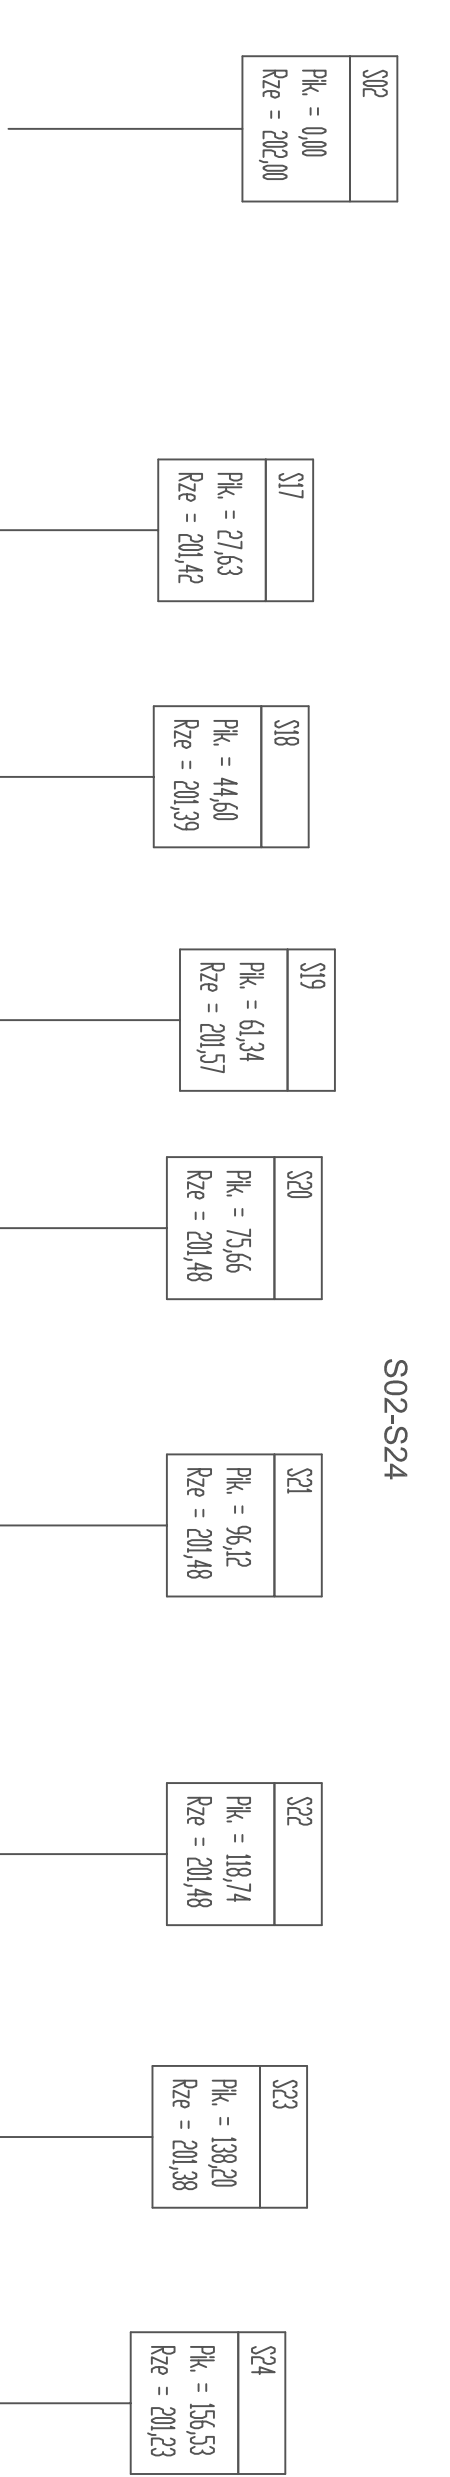 S02-S24
S02
Pik. = 0,00
Rze = 202,00
S17
Pik. = 27,63
Rze = 201,42
S18
Pik. = 44,60
Rze = 201,39
S19
Pik. = 61,34
Rze = 201,57
S20
Pik. = 75,66
Rze = 201,48
S21
Pik. = 96,12
Rze = 201,48
S22
Pik. = 118,74
Rze = 201,48
S23
Pik. = 138,20
Rze = 201,38
S24
Pik. = 156,53
Rze = 201,23